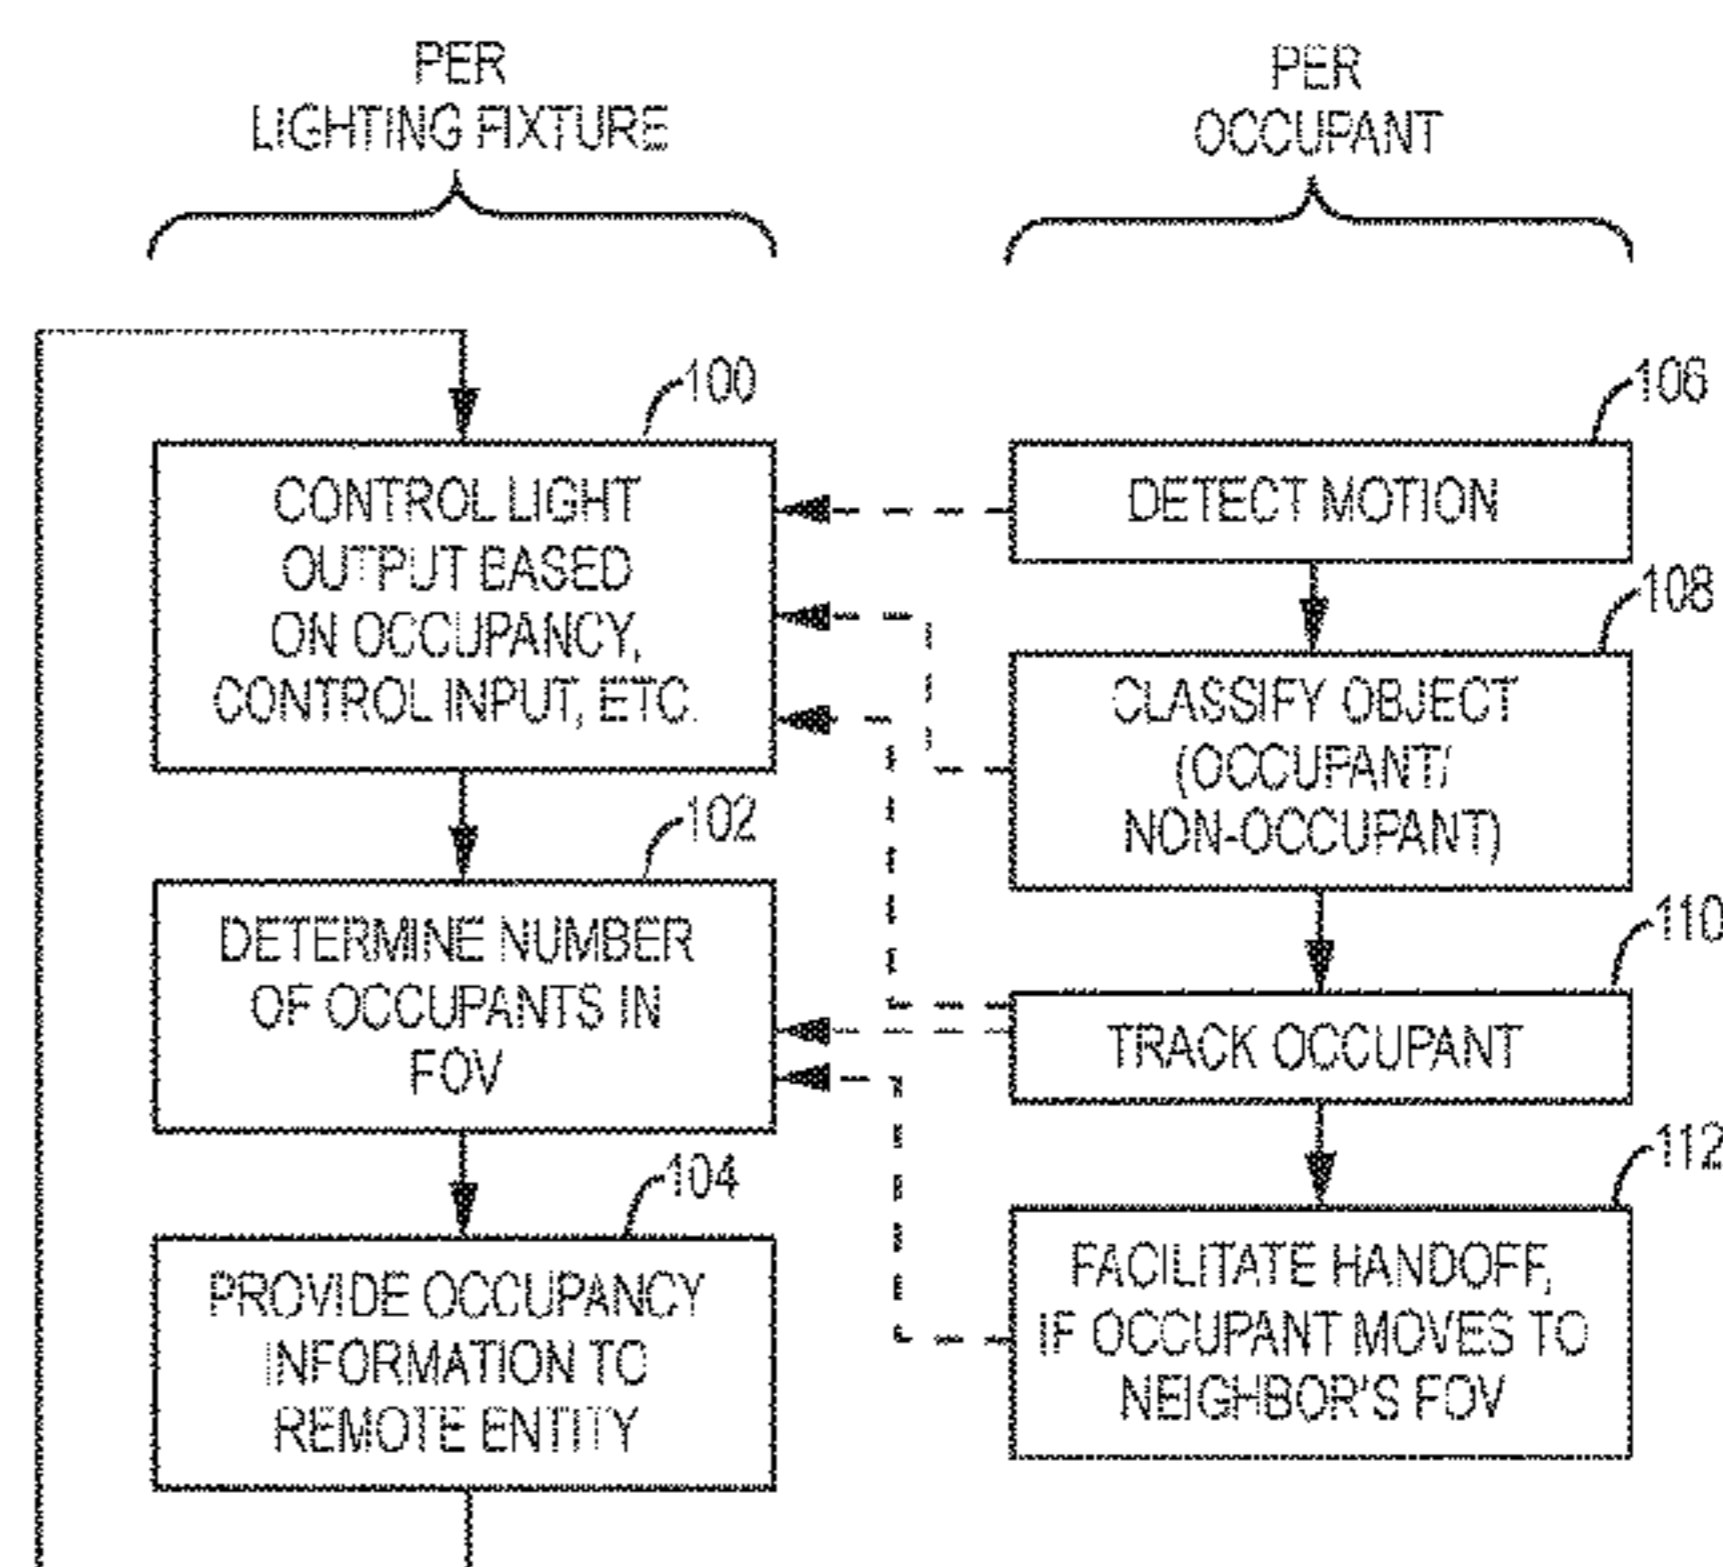 PER
LIGHTING FIXTURE
PER
OCCUPANT
100
CONTROL LIGHT
OUTPUT BASED
ON OCCUPANCY,
CONTROL INPUT, ETC.
102
DETERMINE NUMBER
OF OCCUPANTS IN
FOV
104
PROVIDE OCCUPANCY
INFORMATION TO
REMOTE ENTITY
106
DETECT MOTION
108
CLASSIFY OBJECT
(OCCUPANT/
NON-OCCUPANT)
110
TRACK OCCUPANT
112
FACILITATE HANDOFF,
IF OCCUPANT MOVES TO
NEIGHBOR'S FOV